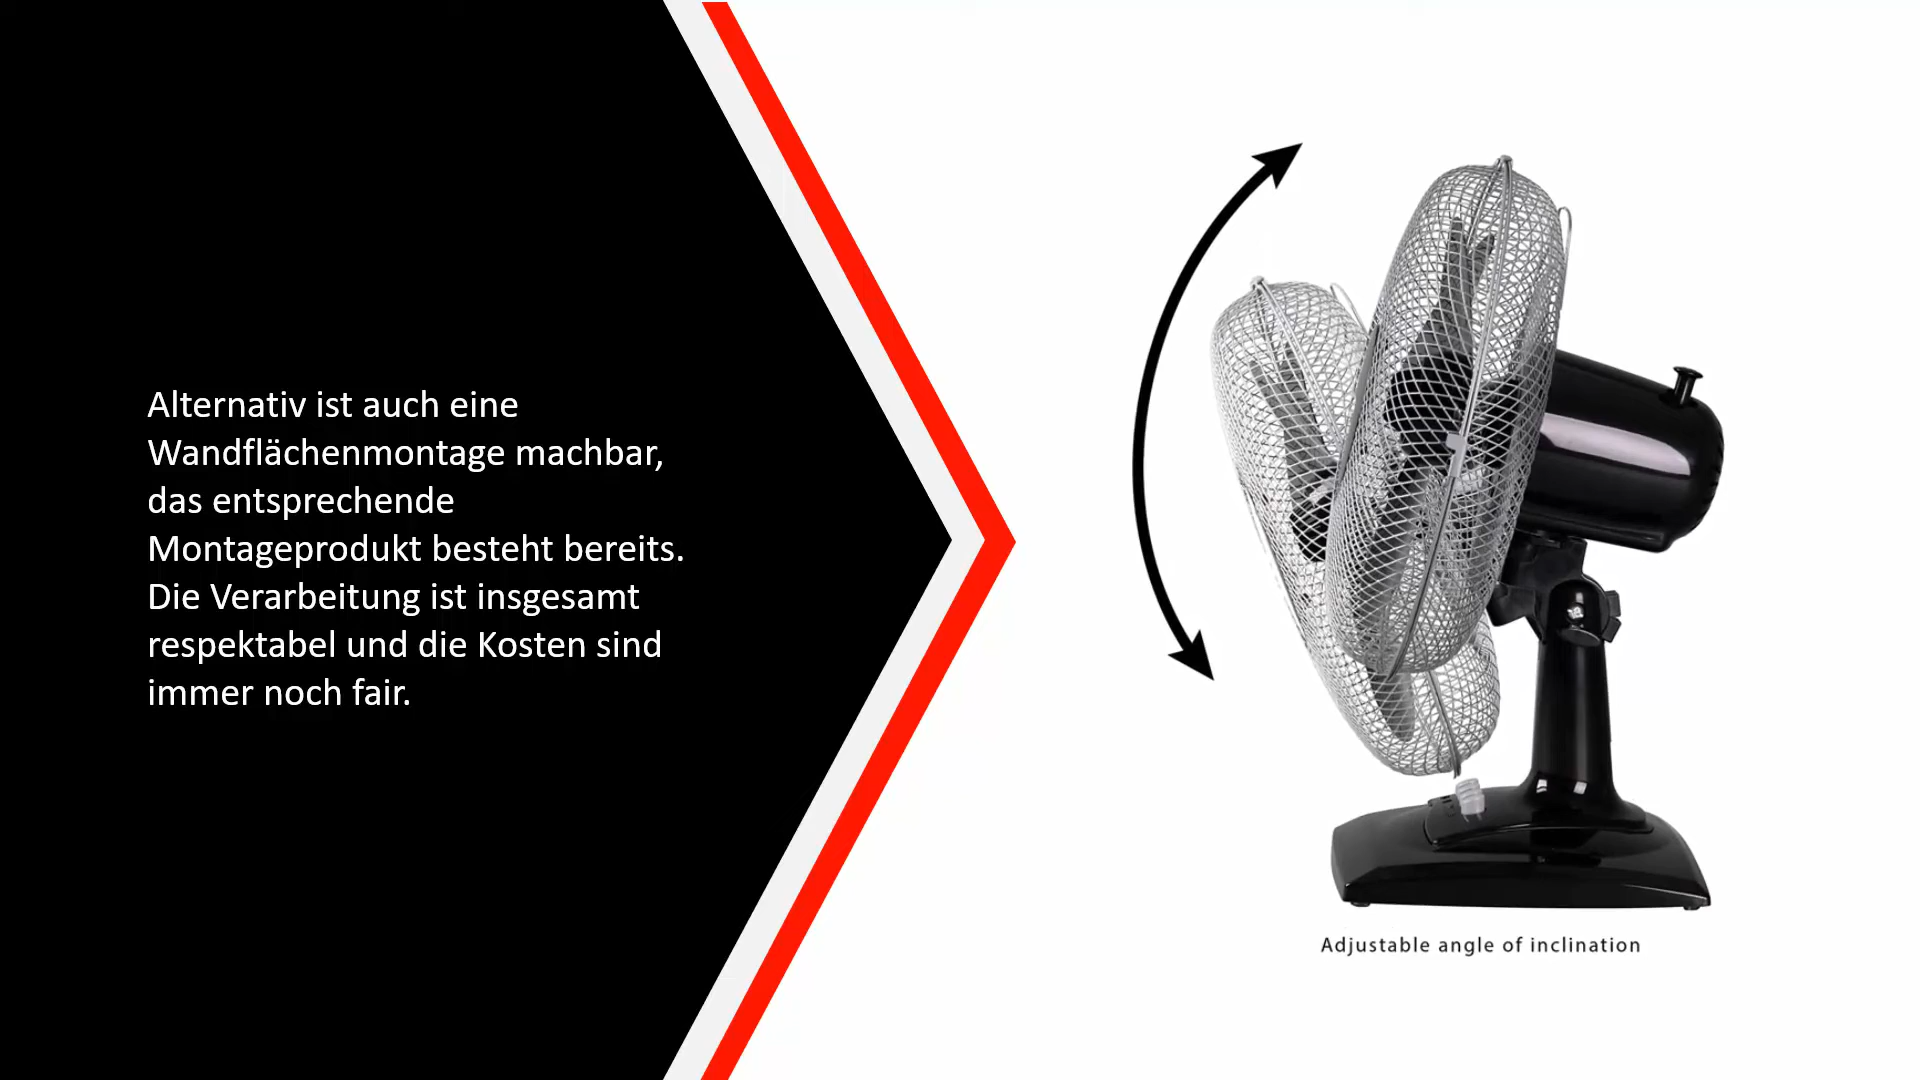 Alternativ ist auch eine
Wandflächenmontage machbar,
das entsprechende
Montageprodukt besteht bereits.
Die Verarbeitung ist insgesamt
respektabel und die Kosten sind
immer noch fair.
Adjustable angle of inclination